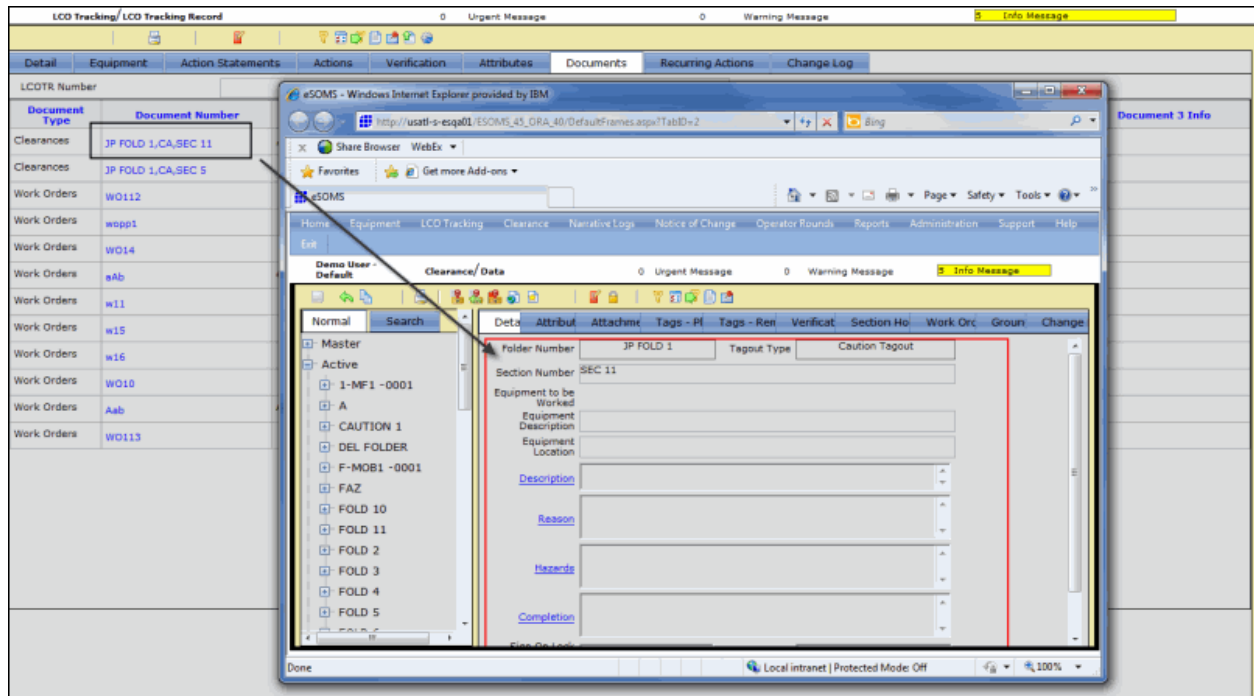 LCO Tracking/LCO Tracking Record 0 Urgent Message 0 Warning Message 5 Info Message
Detail Equipment Action Statements Actions Verification Attributes Documents Recurring Actions Change Log
LCOTR Number
Document Type Document Number Document 3 Info
Clearances JP FOLD 1,CA,SEC 11
Clearances JP FOLD 1,CA,SEC 5
Work Orders WO112
Work Orders wopp1
Work Orders WO14
Work Orders aAb
Work Orders w11
Work Orders w15
Work Orders w16
Work Orders WO10
Work Orders Aab
Work Orders WO113
eSOMS - Windows Internet Explorer provided by IBM
http://usatl-s-esqa01/ESOMS_45_ORA_40/DefaultFrames.aspx?TabID=2 Bing
x Share Browser WebEx
Favorites Get more Add-ons
eSOMS Page Safety Tools
Home Equipment LCO Tracking Clearance Narrative Logs Notice of Change Operator Rounds Reports Administration Support Help
Exit
Demo User - Default Clearance/Data 0 Urgent Message 0 Warning Message 5 Info Message
Normal Search Deta Attribut Attachme Tags - Pl Tags - Ren Verificat Section Ho Work Orc Groun Change
Master
Active
1-MF1 -0001
A
CAUTION 1
DEL FOLDER
F-MOB1 -0001
FAZ
FOLD 10
FOLD 11
FOLD 2
FOLD 3
FOLD 4
FOLD 5
Folder Number JP FOLD 1 Tagout Type Caution Tagout
Section Number SEC 11
Equipment to be Worked
Equipment Description
Equipment Location
Description
Reason
Hazards
Completion
Done Local intranet | Protected Mode: Off 100%